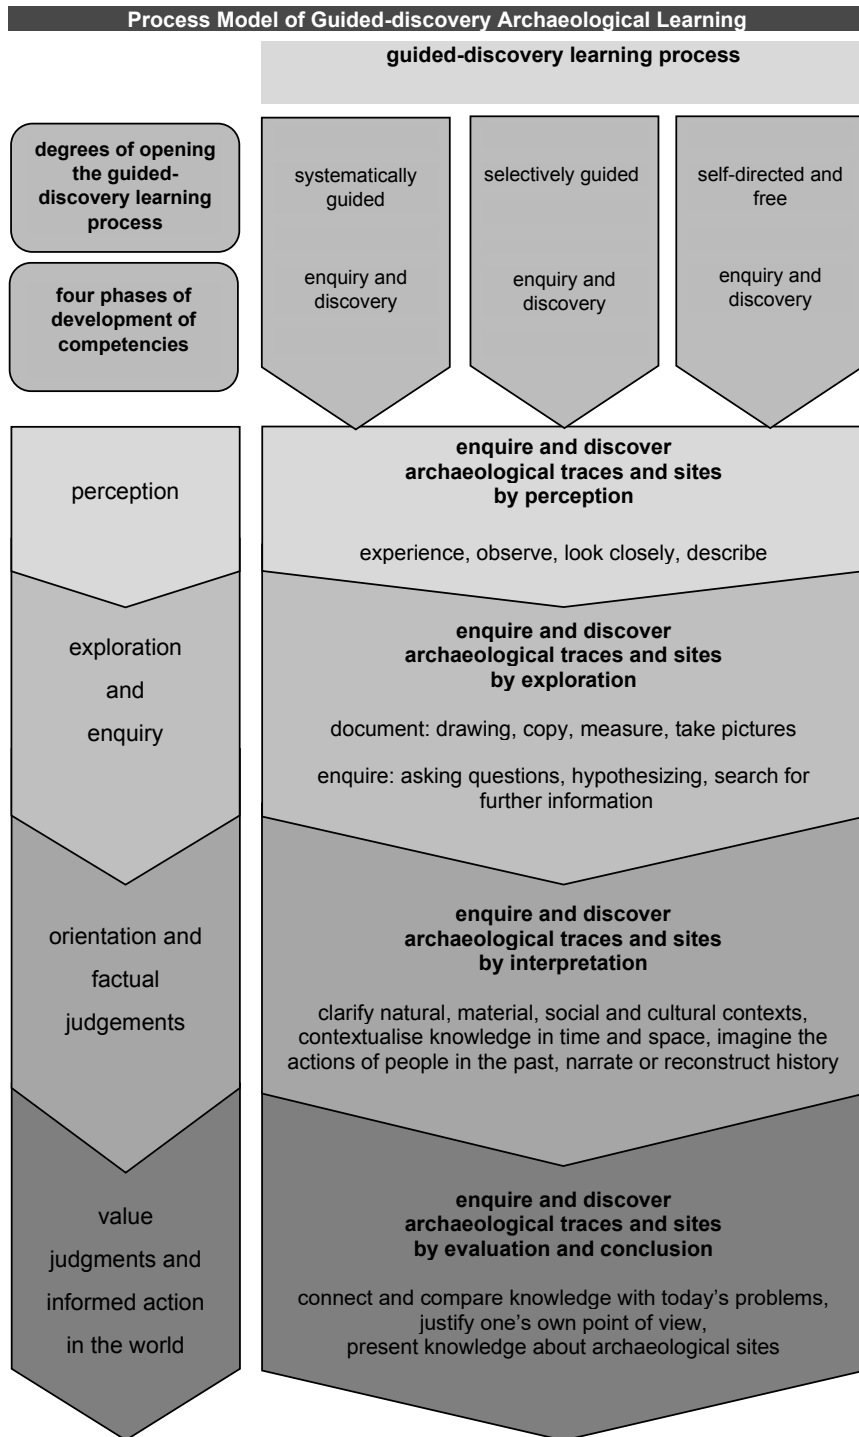 Process Model of Guided-discovery Archaeological Learning
guided-discovery learning process
degrees of opening
the guided-
discovery learning
process
systematically
guided
enquiry and
discovery
selectively guided
enquiry and
discovery
self-directed and
free
enquiry and
discovery
four phases of
development of
competencies
perception
enquire and discover
archaeological traces and sites
by perception
experience, observe, look closely, describe
exploration
and
enquiry
enquire and discover
archaeological traces and sites
by exploration
document: drawing, copy, measure, take pictures
enquire: asking questions, hypothesizing, search for
further information
orientation and
factual
judgements
enquire and discover
archaeological traces and sites
by interpretation
clarify natural, material, social and cultural contexts,
contextualise knowledge in time and space, imagine the
actions of people in the past, narrate or reconstruct history
value
judgments and
informed action
in the world
enquire and discover
archaeological traces and sites
by evaluation and conclusion
connect and compare knowledge with today’s problems,
justify one’s own point of view,
present knowledge about archaeological sites